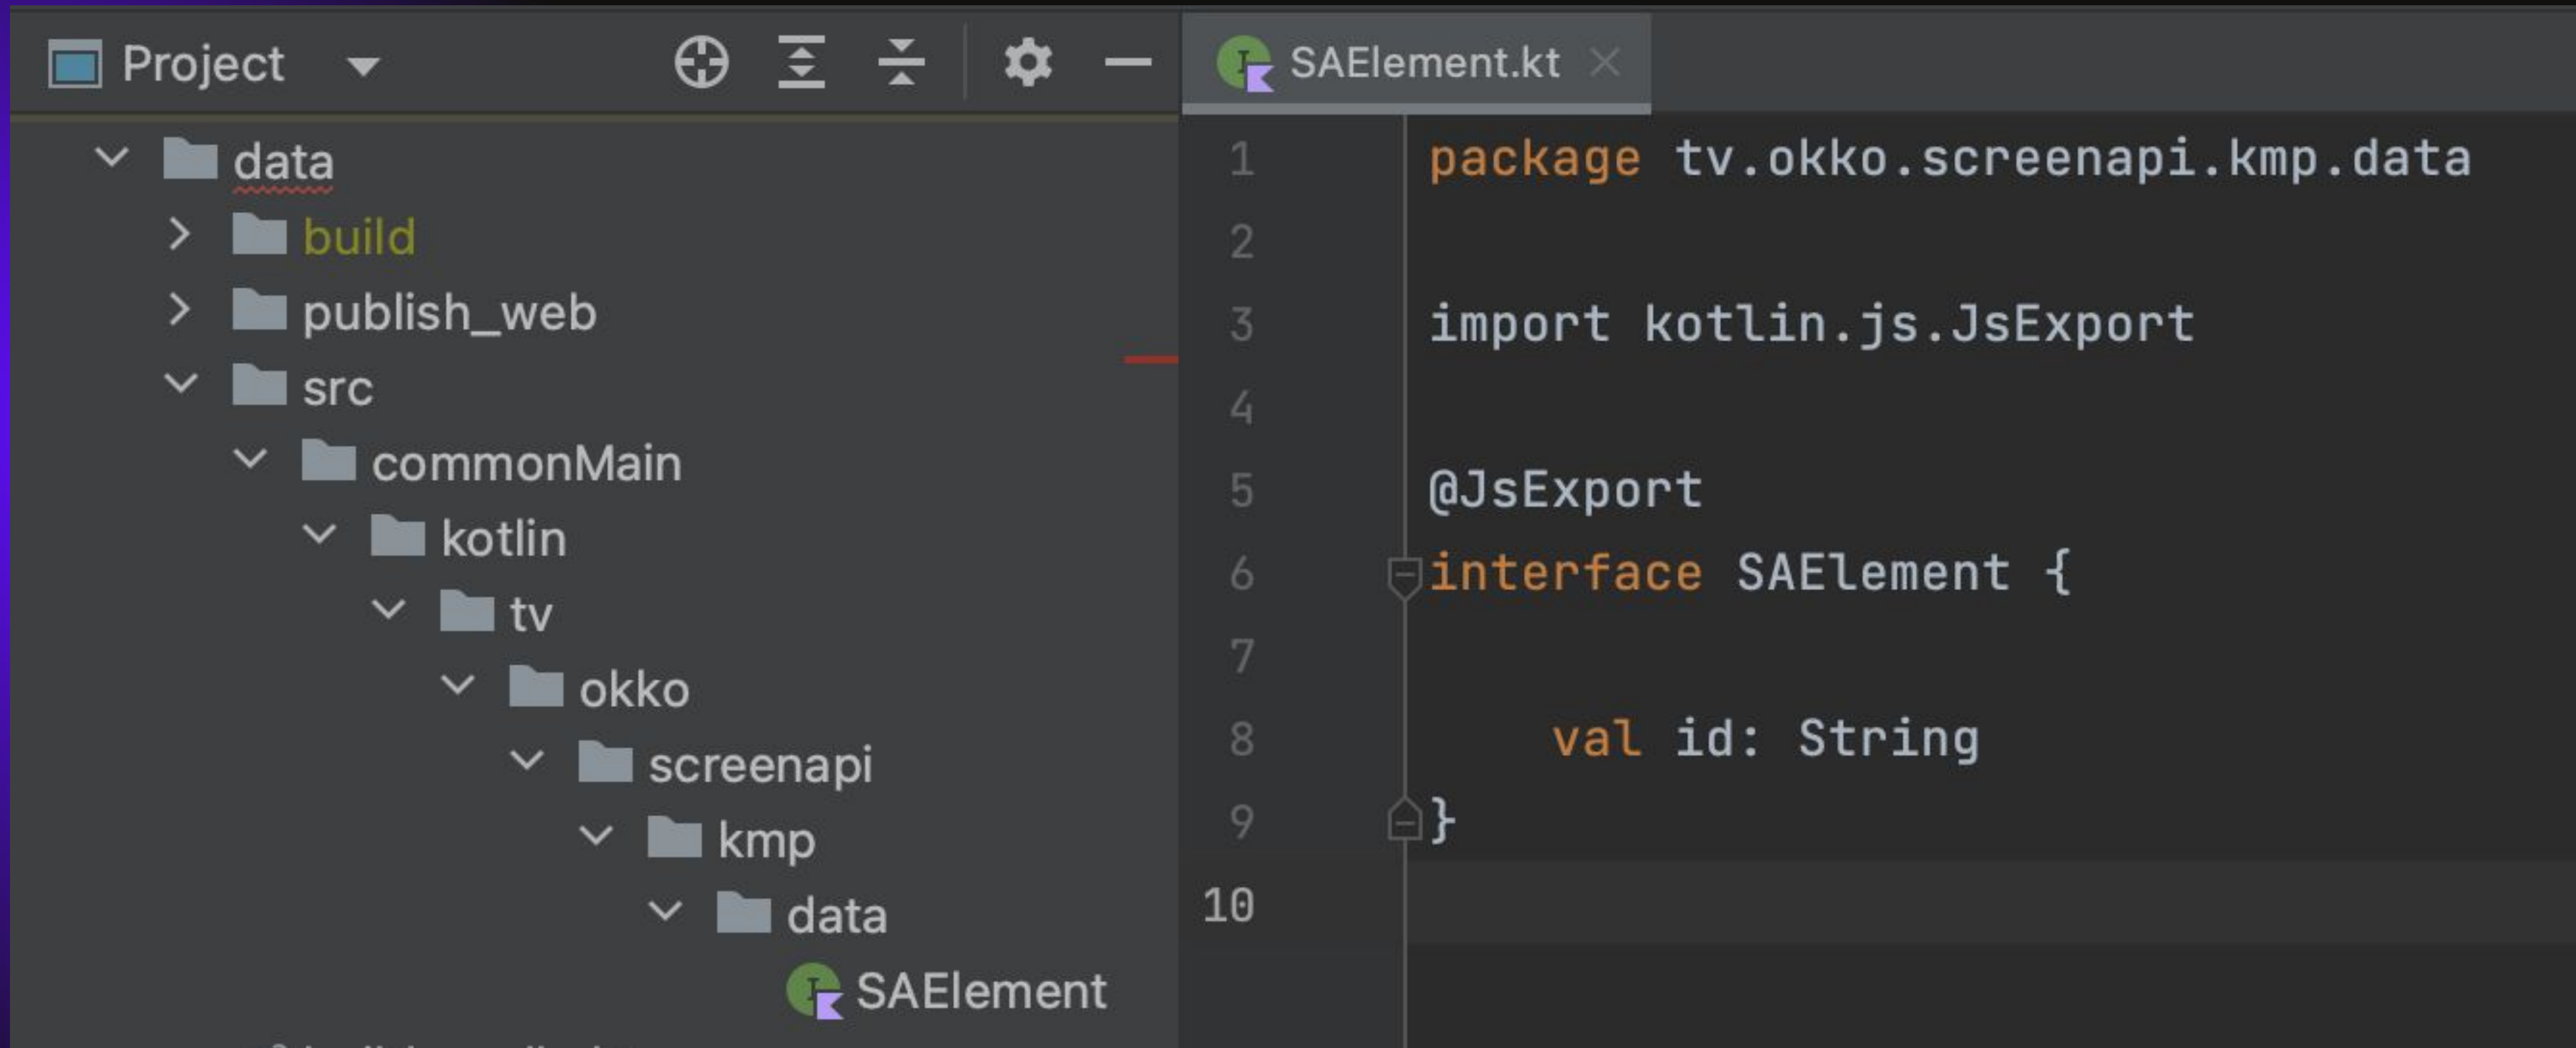 Project
data
build
publish_web
src
commonMain
kotlin
tv
okko
screenapi
kmp
data
SAElement
SAElement.kt
1 package tv.okko.screenapi.kmp.data
2
3 import kotlin.js.JsExport
4
5 @JsExport
6 interface SAElement {
7
8 val id: String
9 }
10